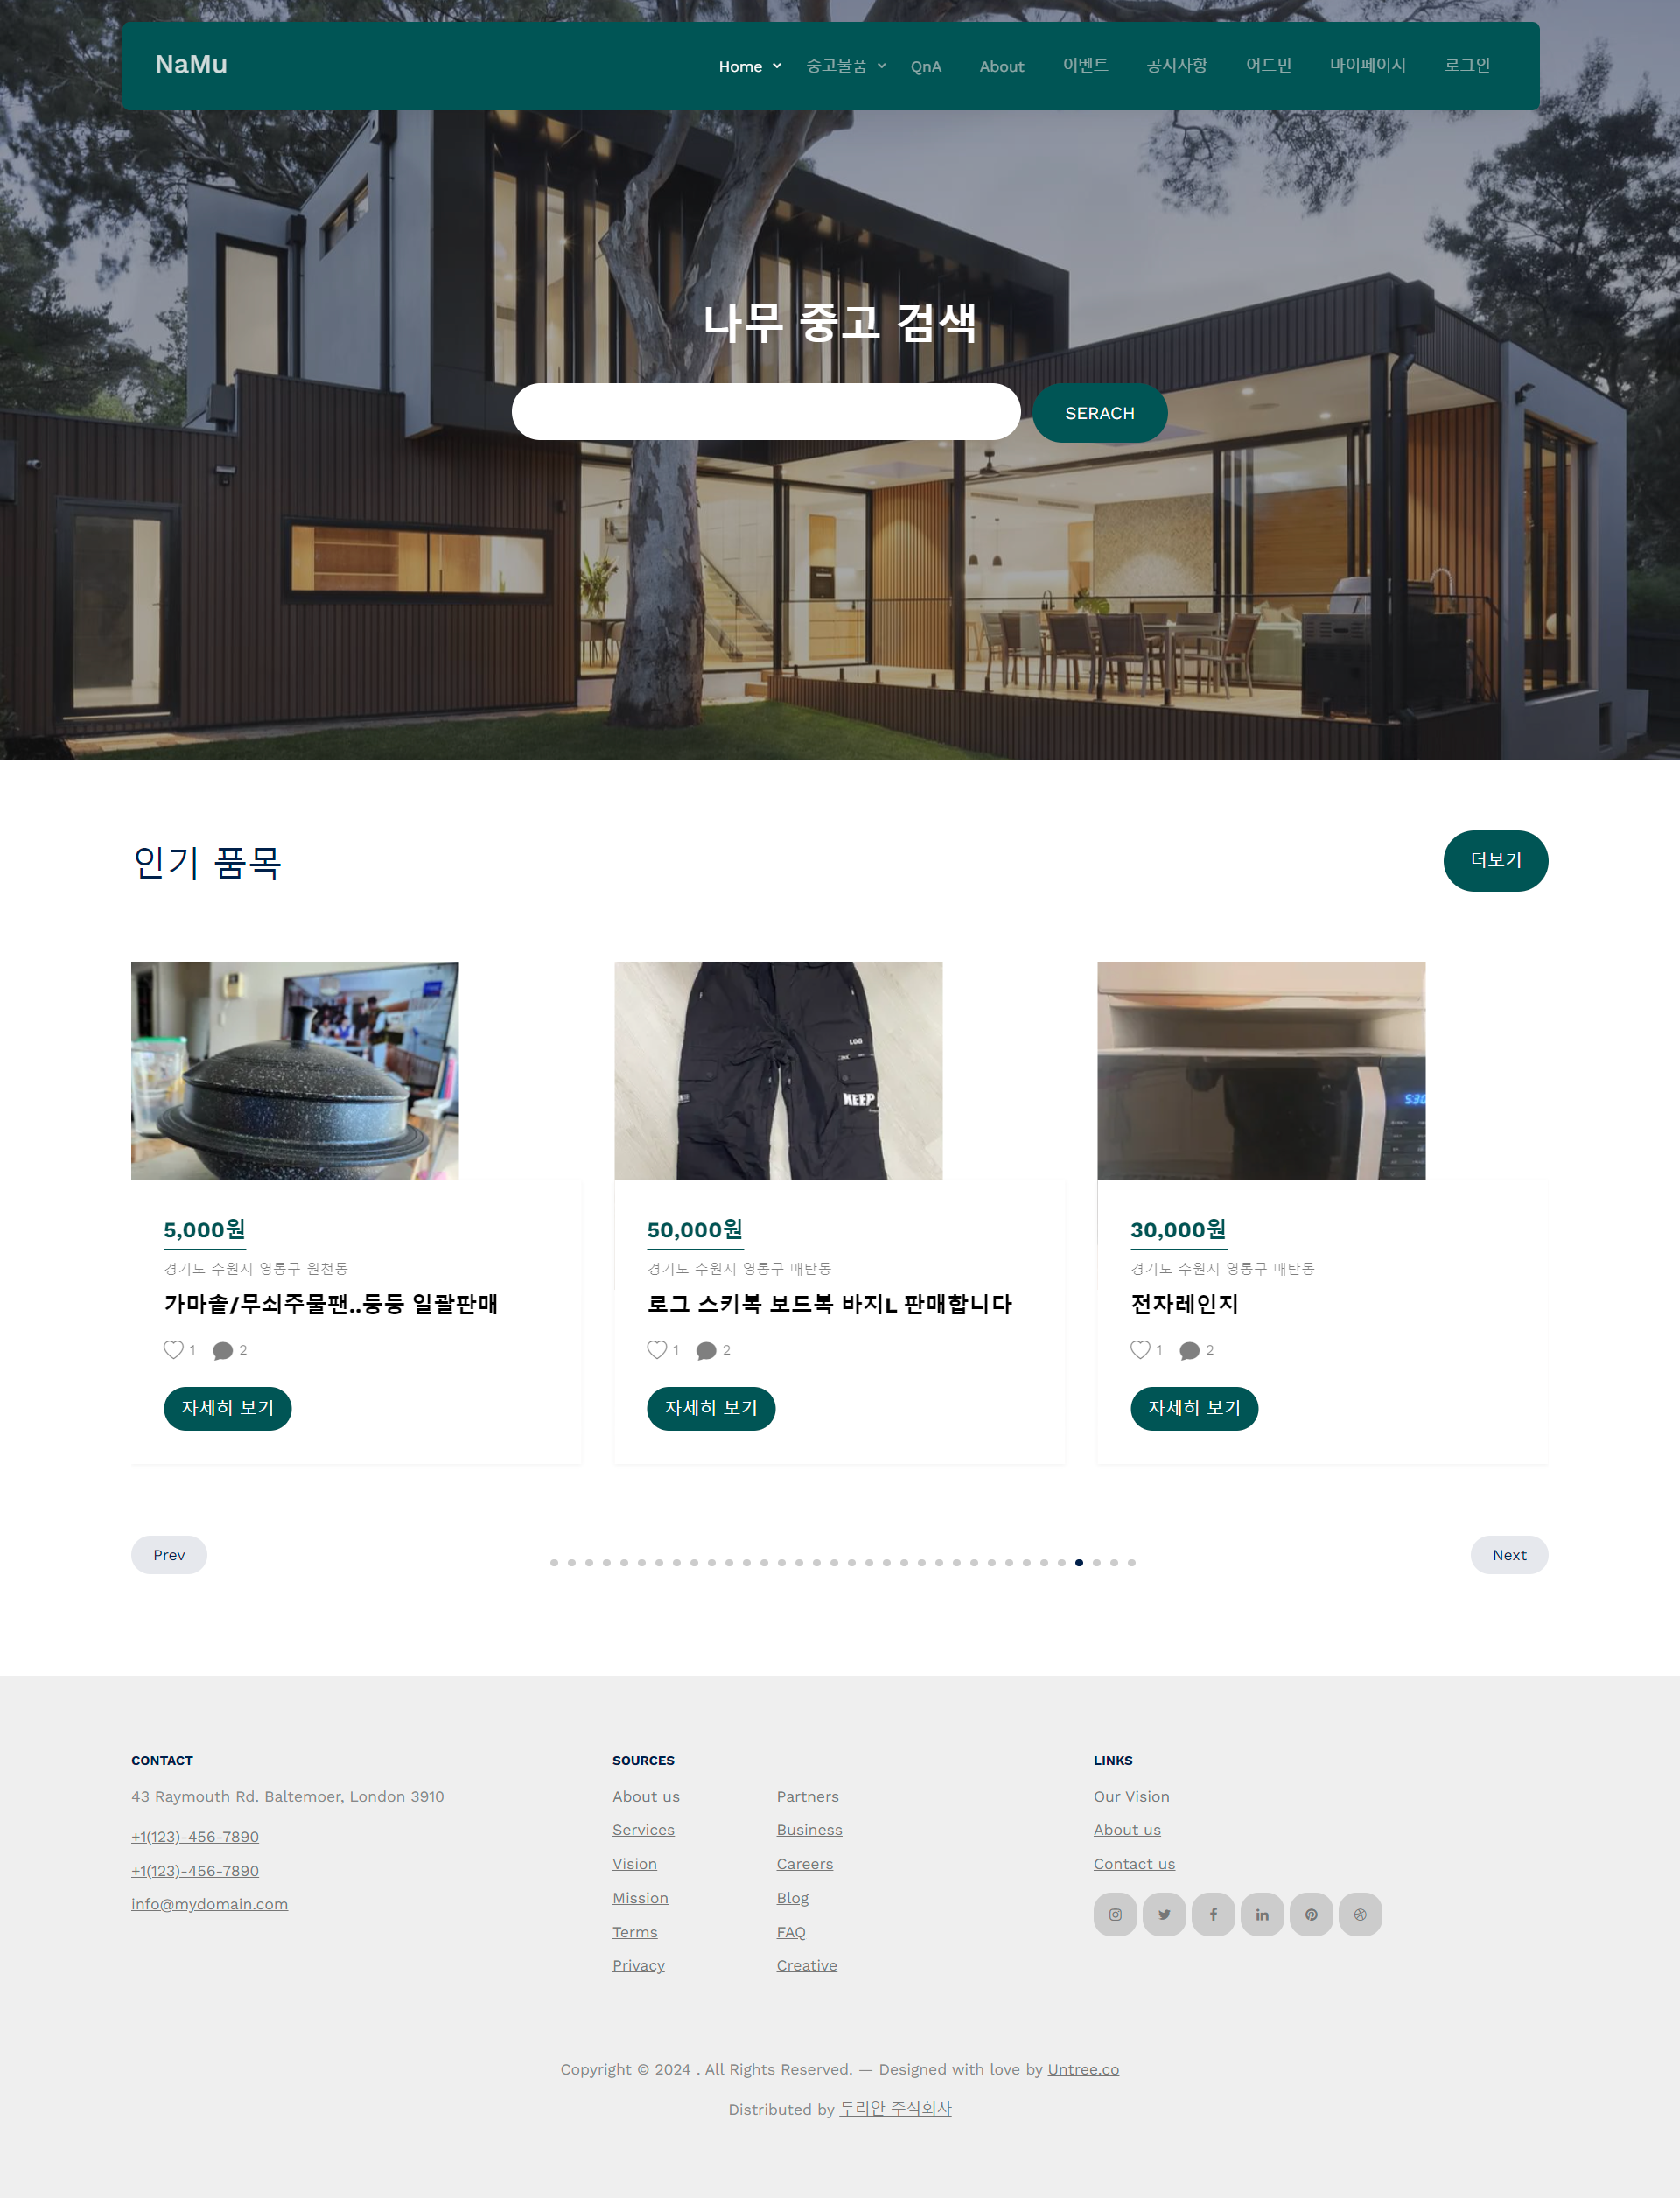 NaMu
Home 중고물품 QnA About 이벤트 공지사항 어드민 마이페이지 로그인
나무 중고 검색
SERACH
인기 품목
더보기
LOG
KEEP
530
5,000원
경기도 수원시 영통구 원천동
가마솥/무쇠주물팬..등등 일괄판매
1 2
자세히 보기
50,000원
경기도 수원시 영통구 매탄동
로그 스키복 보드복 바지L 판매합니다
1 2
자세히 보기
30,000원
경기도 수원시 영통구 매탄동
전자레인지
1 2
자세히 보기
Prev
Next
CONTACT
43 Raymouth Rd. Baltemoer, London 3910
+1(123)-456-7890
+1(123)-456-7890
info@mydomain.com
SOURCES
About us
Services
Vision
Mission
Terms
Privacy
Partners
Business
Careers
Blog
FAQ
Creative
LINKS
Our Vision
About us
Contact us
Copyright © 2024 . All Rights Reserved. — Designed with love by Untree.co
Distributed by 두리안 주식회사